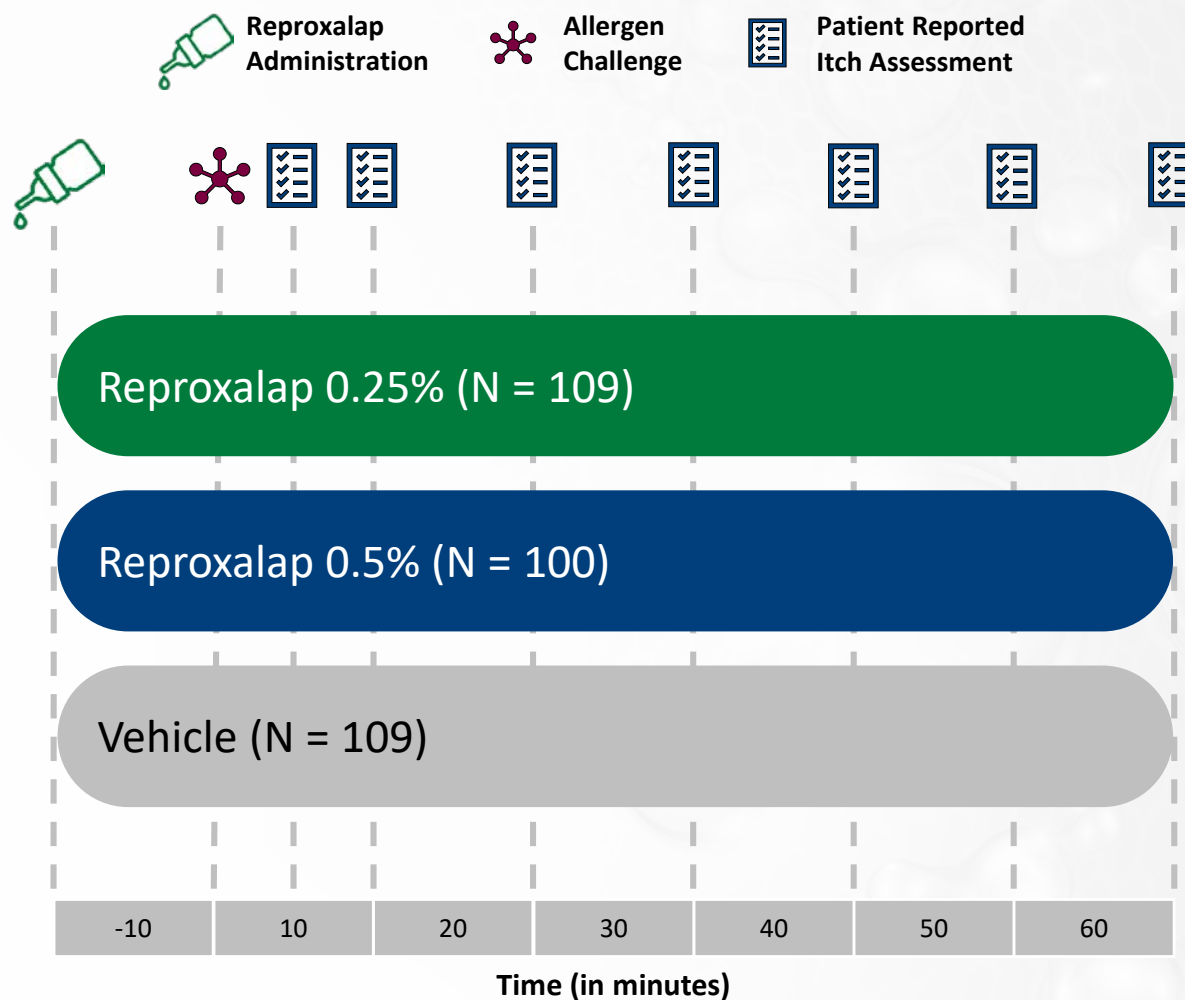 Reproxalap
Administration
Allergen
Challenge
Patient Reported
Itch Assessment
Reproxalap 0.25% (N = 109)
Reproxalap 0.5% (N = 100)
Vehicle (N = 109)
-10 10 20 30 40 50 60
Time (in minutes)